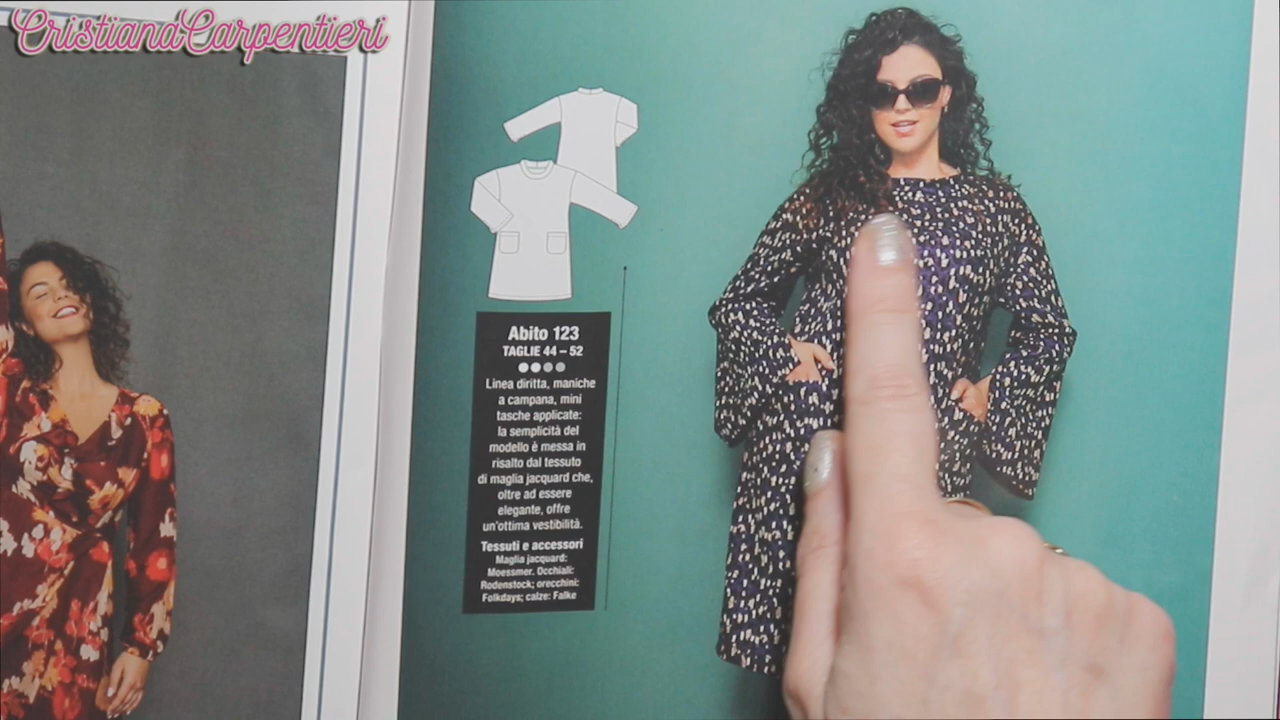 CristianaCarpentieri
Abito 123
TAGLIE 44 – 52
Linea diritta, maniche
a campana, mini
tasche applicate:
la semplicità del
modello è messa in
risalto dal tessuto
di maglia jacquard che,
oltre ad essere
elegante, offre
un'ottima vestibilità.
Tessuti e accessori
Maglia jacquard:
Moessmer. Occhiali:
Rodenstock; orecchini:
Folkdays; calze: Falke